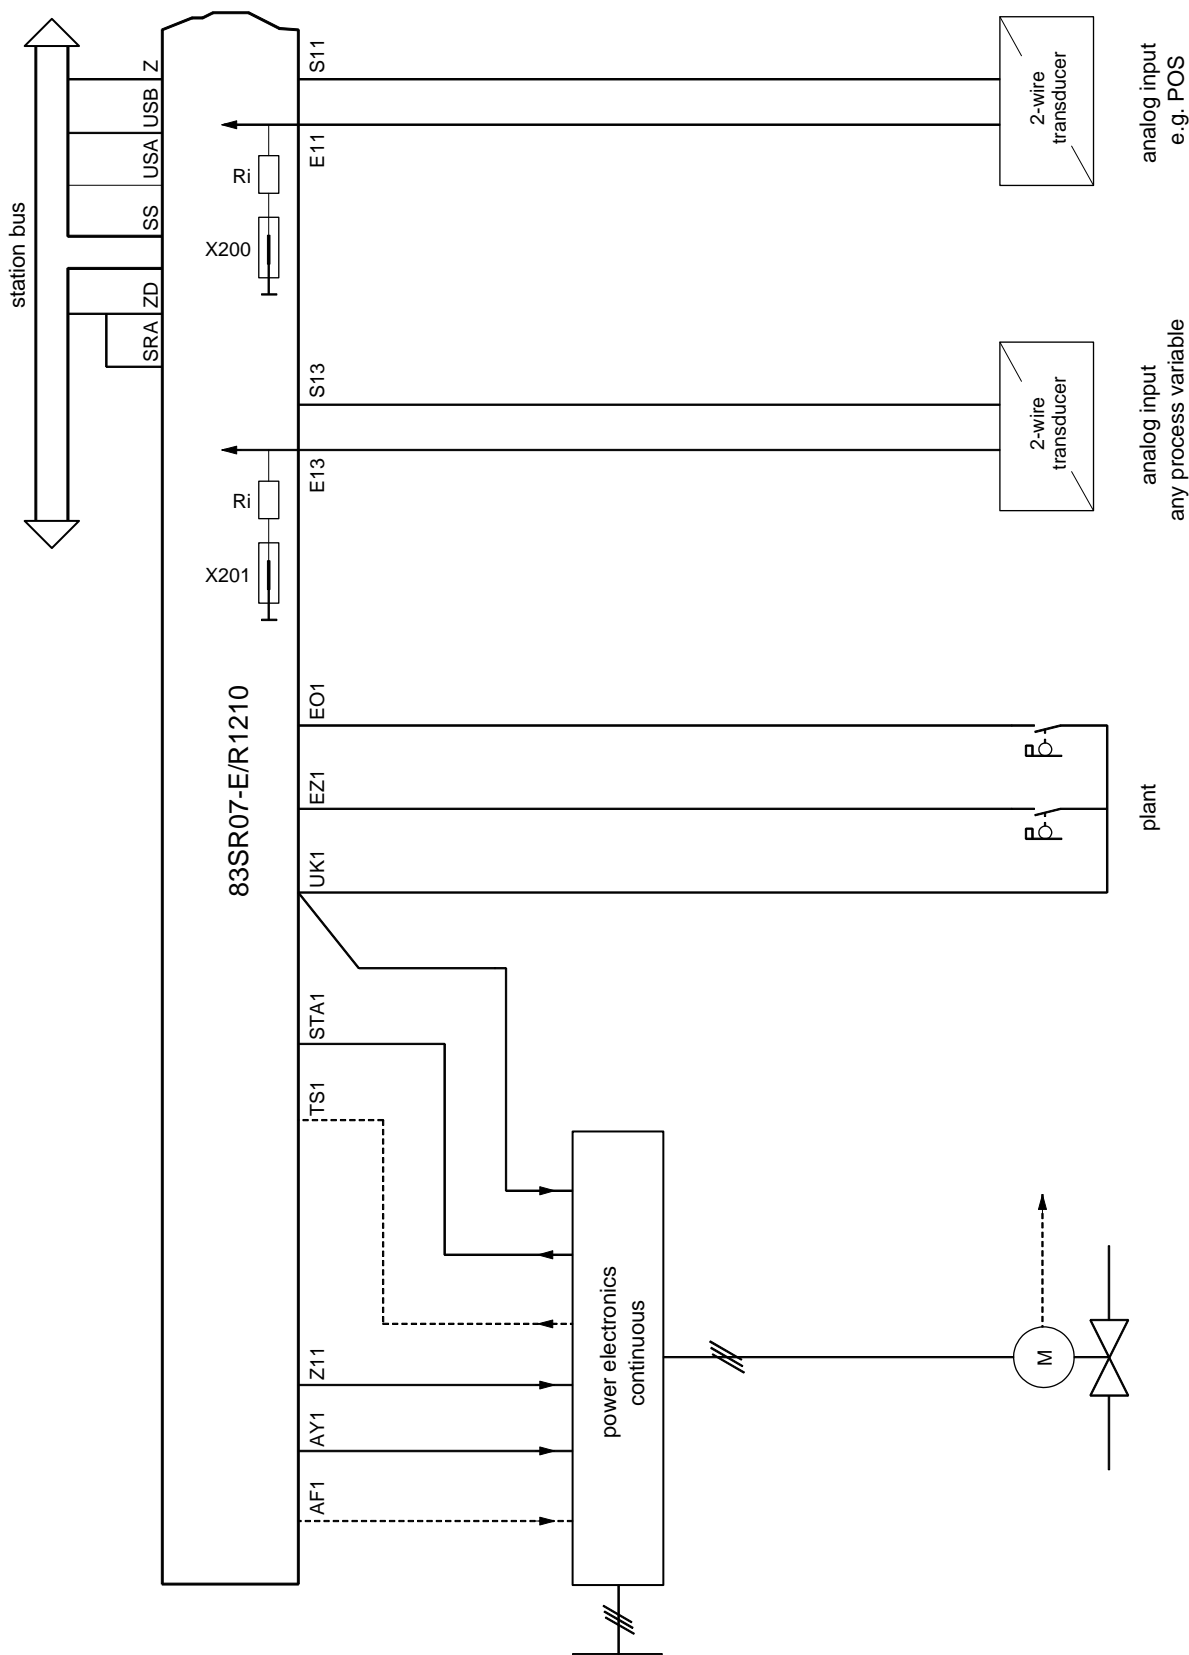 station bus
SRA
ZD
SS
USA
USB
Z
83SR07-E/R1210
X201
Ri
X200
Ri
AF1
AY1
Z11
TS1
STA1
UK1
EZ1
EO1
E13
S13
E11
S11
power electronics
continuous
M
2-wire
transducer
2-wire
transducer
plant
analog input
any process variable
analog input
e.g. POS